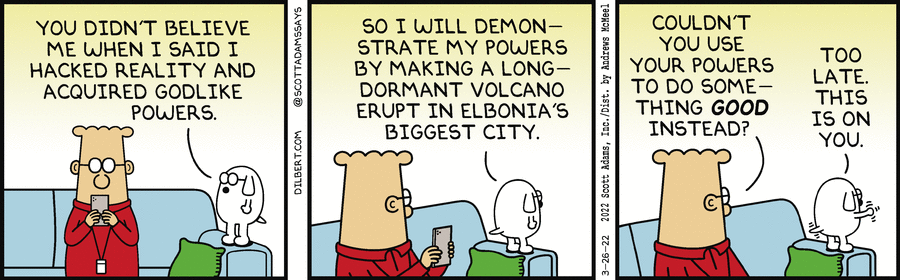 YOU DIDN'T BELIEVE
ME WHEN I SAID I
HACKED REALITY AND
ACQUIRED GODLIKE
POWERS.
DILBERT.COM @SCOTTADAMSSAYS
SO I WILL DEMON—
STRATE MY POWERS
BY MAKING A LONG—
DORMANT VOLCANO
ERUPT IN ELBONIA'S
BIGGEST CITY.
3-26-22 2022 Scott Adams, Inc./Dist. by Andrews McMeel
COULDN'T
YOU USE
YOUR POWERS
TO DO SOME—
THING GOOD
INSTEAD?
TOO
LATE.
THIS
IS ON
YOU.